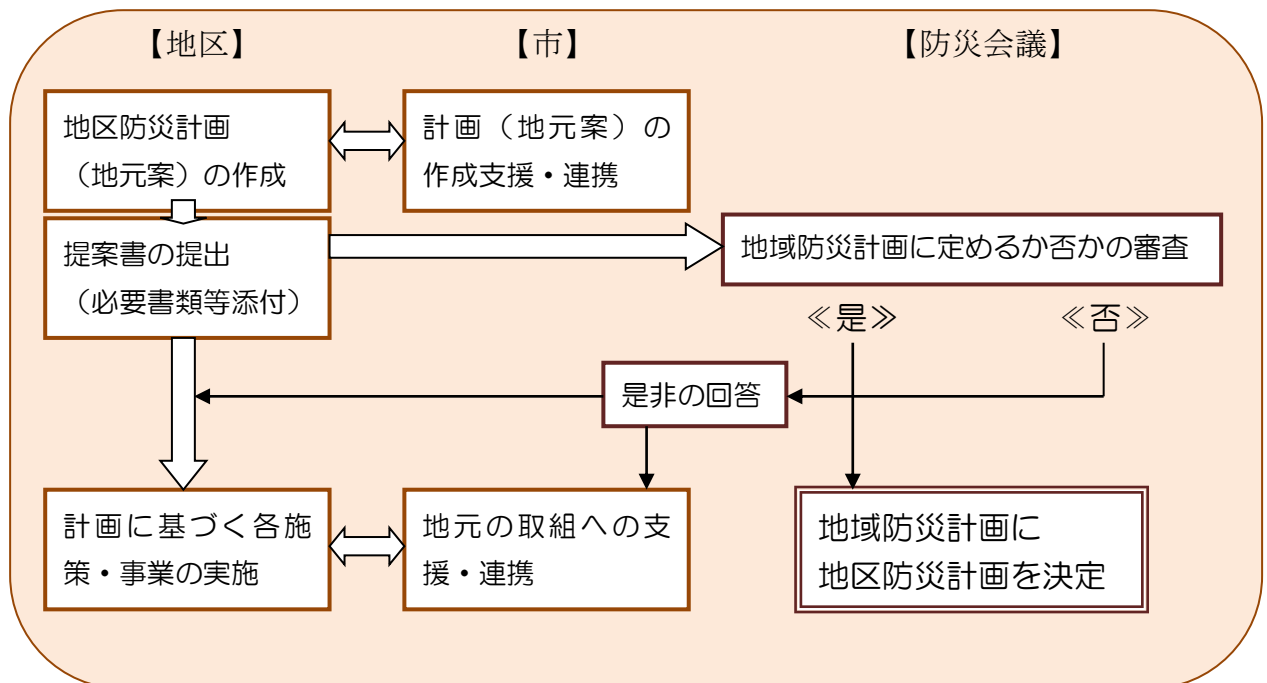 【地区】
【市】
【防災会議】
地区防災計画
（地元案）の作成
計画（地元案）の
作成支援・連携
提案書の提出
（必要書類等添付）
地域防災計画に定めるか否かの審査
≪是≫
≪否≫
是非の回答
計画に基づく各施
策・事業の実施
地元の取組への支
援・連携
地域防災計画に
地区防災計画を決定